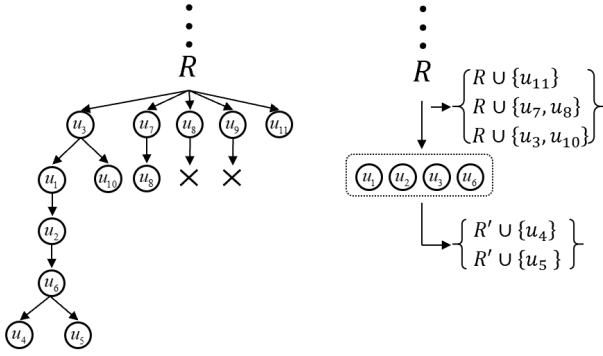 R
u₃ u₇ u₈ u₉ u₁₁
u₁ u₁₀ u₈ × ×
u₂
u₆
u₄ u₅
R
R ∪ {u₁₁}
R ∪ {u₇, u₈}
R ∪ {u₃, u₁₀}
u₁ u₂ u₃ u₆
R′ ∪ {u₄}
R′ ∪ {u₅ }